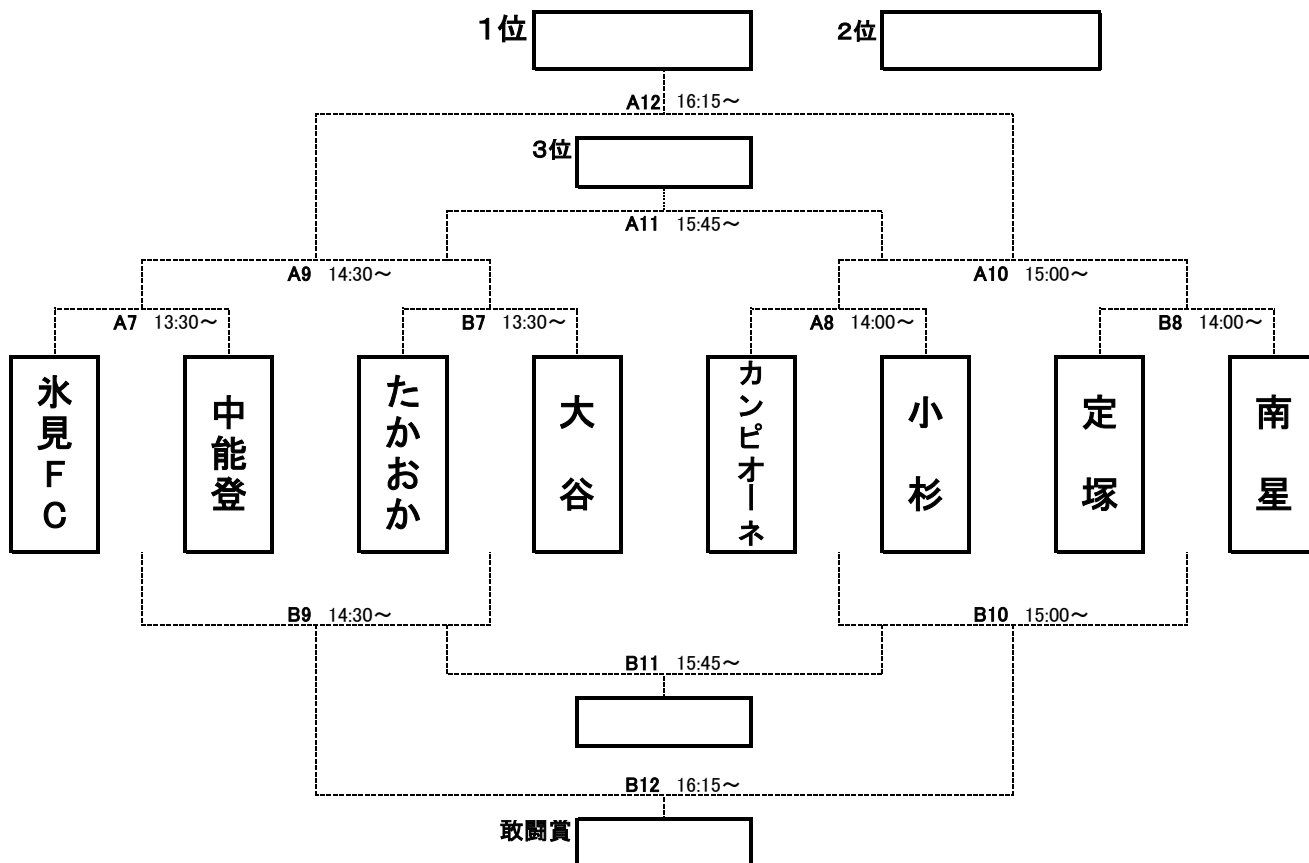 １位
２位
A12 16:15～
３位
A11 15:45～
A9 14:30～
A10 15:00～
A7 13:30～
B7 13:30～
A8 14:00～
B8 14:00～
氷見ＦＣ
中能登
たかおか
大谷
カンピオーネ
小杉
定塚
南星
B9 14:30～
B10 15:00～
B11 15:45～
B12 16:15～
敢闘賞